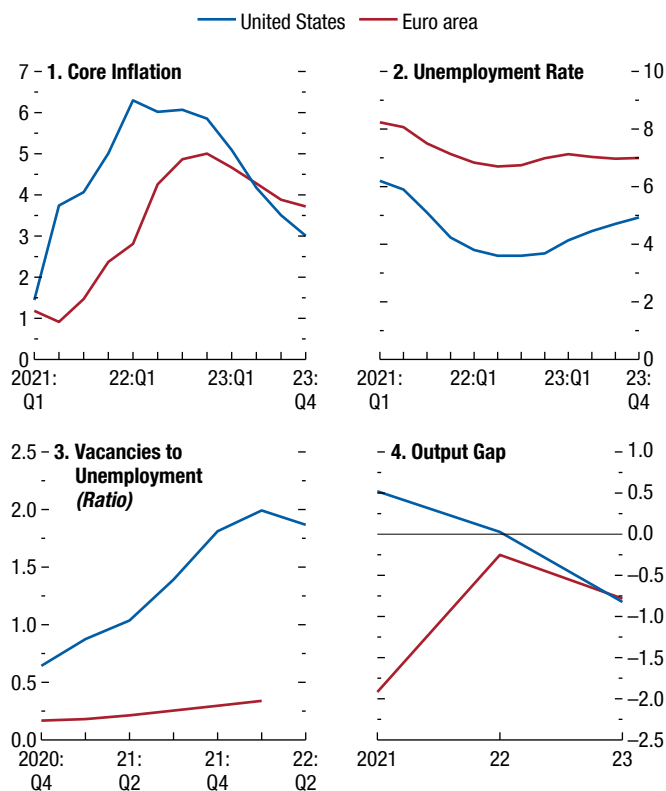 United States Euro area
1. Core Inflation
7
6
5
4
3
2
1
0
2021:
Q1
22:Q1
23:Q1
23:
Q4
2. Unemployment Rate
10
8
6
4
2
0
2021:
Q1
22:Q1
23:Q1
23:
Q4
3. Vacancies to
Unemployment
(Ratio)
2.5
2.0
1.5
1.0
0.5
0.0
2020:
Q4
21:
Q2
21:
Q4
22:
Q2
4. Output Gap
1.0
0.5
0.0
–0.5
–1.0
–1.5
–2.0
–2.5
2021
22
23